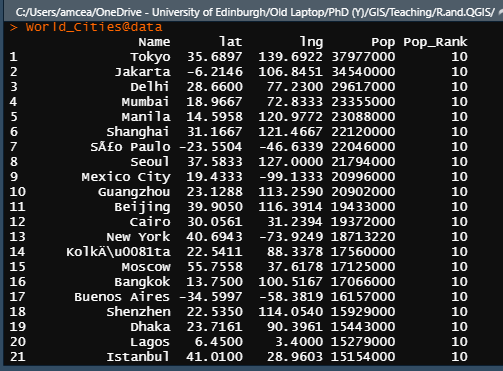 C:/Users/amcea/OneDrive - University of Edinburgh/Old Laptop/PhD (Y)/GIS/Teaching/R.and.QGIS/
> World_Cities@data
Name lat lng Pop Pop_Rank
1 Tokyo 35.6897 139.6922 37977000 10
2 Jakarta -6.2146 106.8451 34540000 10
3 Delhi 28.6600 77.2300 29617000 10
4 Mumbai 18.9667 72.8333 23355000 10
5 Manila 14.5958 120.9772 23088000 10
6 Shanghai 31.1667 121.4667 22120000 10
7 SÃ£o Paulo -23.5504 -46.6339 22046000 10
8 Seoul 37.5833 127.0000 21794000 10
9 Mexico City 19.4333 -99.1333 20996000 10
10 Guangzhou 23.1288 113.2590 20902000 10
11 Beijing 39.9050 116.3914 19433000 10
12 Cairo 30.0561 31.2394 19372000 10
13 New York 40.6943 -73.9249 18713220 10
14 KolkÄ\u0081ta 22.5411 88.3378 17560000 10
15 Moscow 55.7558 37.6178 17125000 10
16 Bangkok 13.7500 100.5167 17066000 10
17 Buenos Aires -34.5997 -58.3819 16157000 10
18 Shenzhen 22.5350 114.0540 15929000 10
19 Dhaka 23.7161 90.3961 15443000 10
20 Lagos 6.4500 3.4000 15279000 10
21 Istanbul 41.0100 28.9603 15154000 10